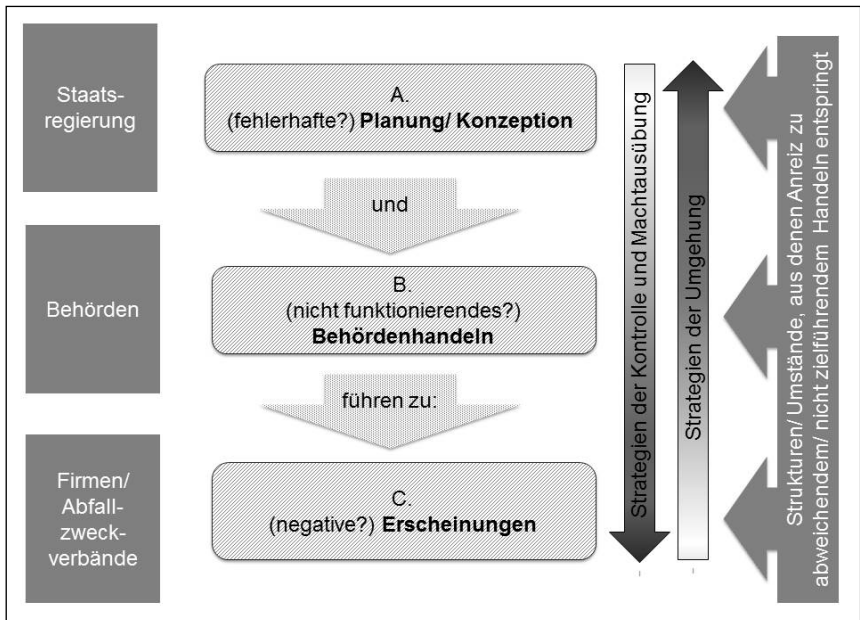 Staats-
regierung
A.
(fehlerhafte?) Planung/ Konzeption
und
Behörden
B.
(nicht funktionierendes?)
Behördenhandeln
führen zu:
Firmen/
Abfall-
zweck-
verbände
C.
(negative?) Erscheinungen
Strategien der Kontrolle und Machtausübung
Strategien der Umgehung
Strukturen/ Umstände, aus denen Anreiz zu
abweichendem/ nicht zielführendem Handeln entspringt